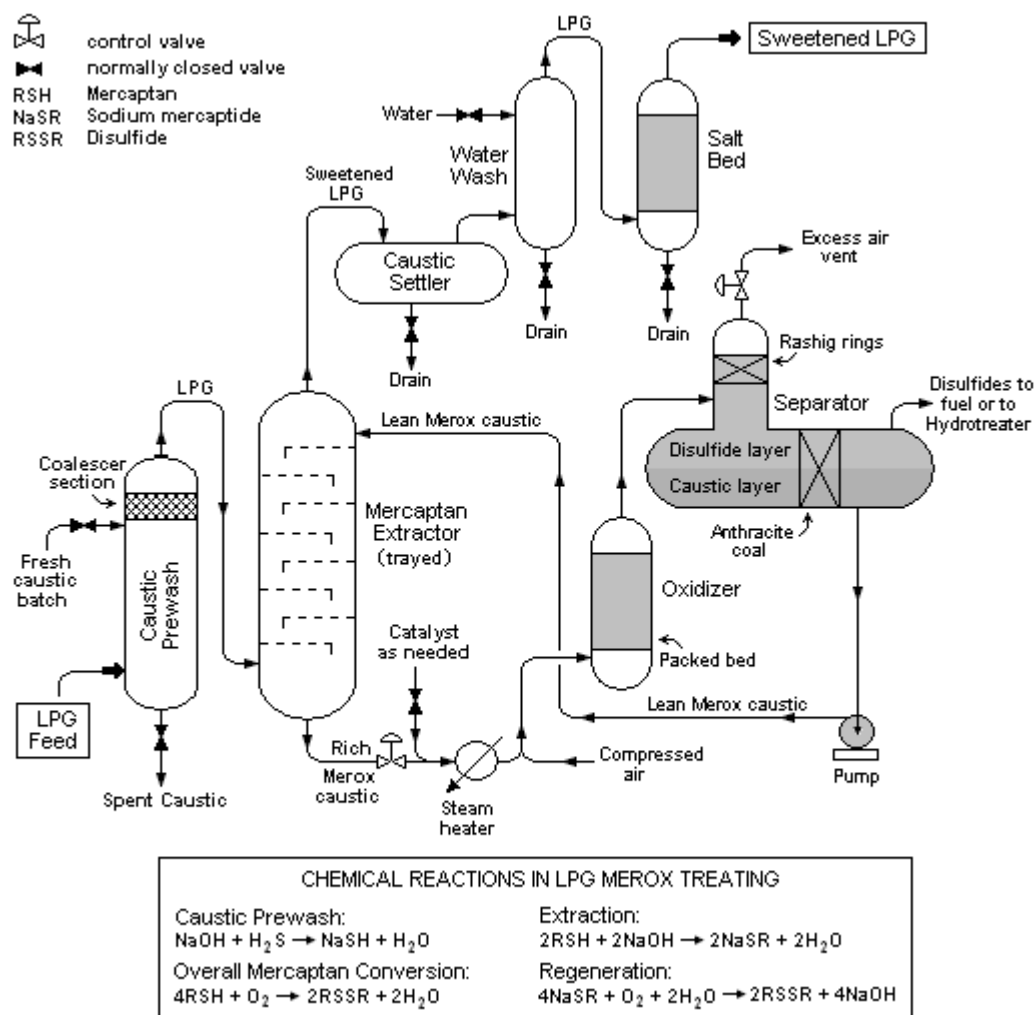 control valve
normally closed valve
RSH Mercaptan
NaSR Sodium mercaptide
RSSR Disulfide
LPG
Sweetened LPG
Water
Water
Wash
Salt
Bed
Sweetened
LPG
Caustic
Settler
Drain
Drain
Drain
Excess air
vent
Rashig rings
Separator
Disulfides to
fuel or to
Hydrotreater
Disulfide layer
Caustic layer
Anthracite
coal
LPG
Coalescer
section
Fresh
caustic
batch
Caustic
Prewash
LPG
Feed
Spent Caustic
Lean Merox caustic
Mercaptan
Extractor
(trayed)
Catalyst
as needed
Oxidizer
Packed bed
Rich
Merox
caustic
Steam
heater
Compressed
air
Lean Merox caustic
Pump
CHEMICAL REACTIONS IN LPG MEROX TREATING
Caustic Prewash:
NaOH + H₂S → NaSH + H₂O
Extraction:
2RSH + 2NaOH → 2NaSR + 2H₂O
Overall Mercaptan Conversion:
4RSH + O₂ → 2RSSR + 2H₂O
Regeneration:
4NaSR + O₂ + 2H₂O → 2RSSR + 4NaOH